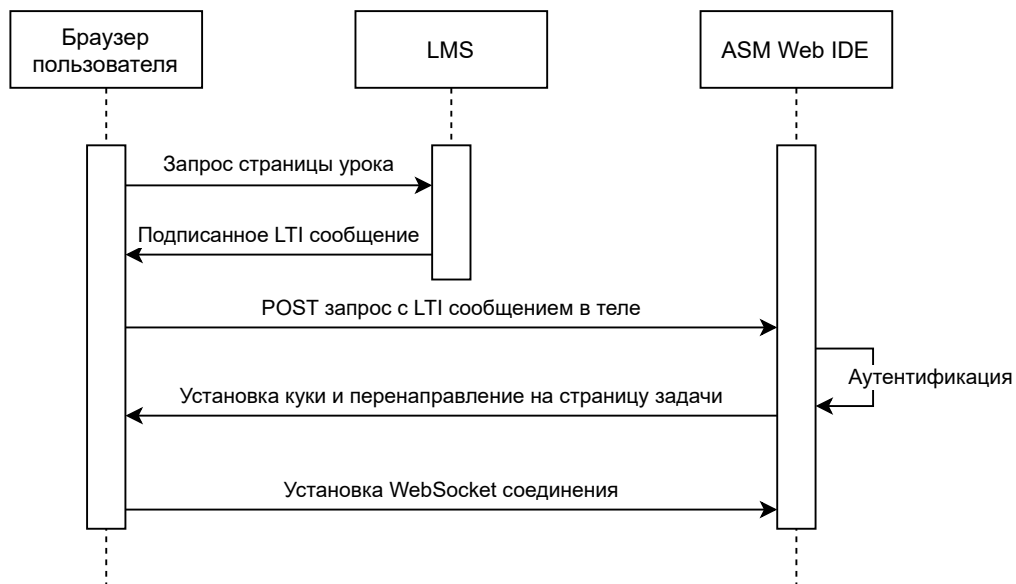 Браузер
пользователя
LMS
ASM Web IDE
Запрос страницы урока
Подписанное LTI сообщение
POST запрос с LTI сообщением в теле
Аутентификация
Установка куки и перенаправление на страницу задачи
Установка WebSocket соединения